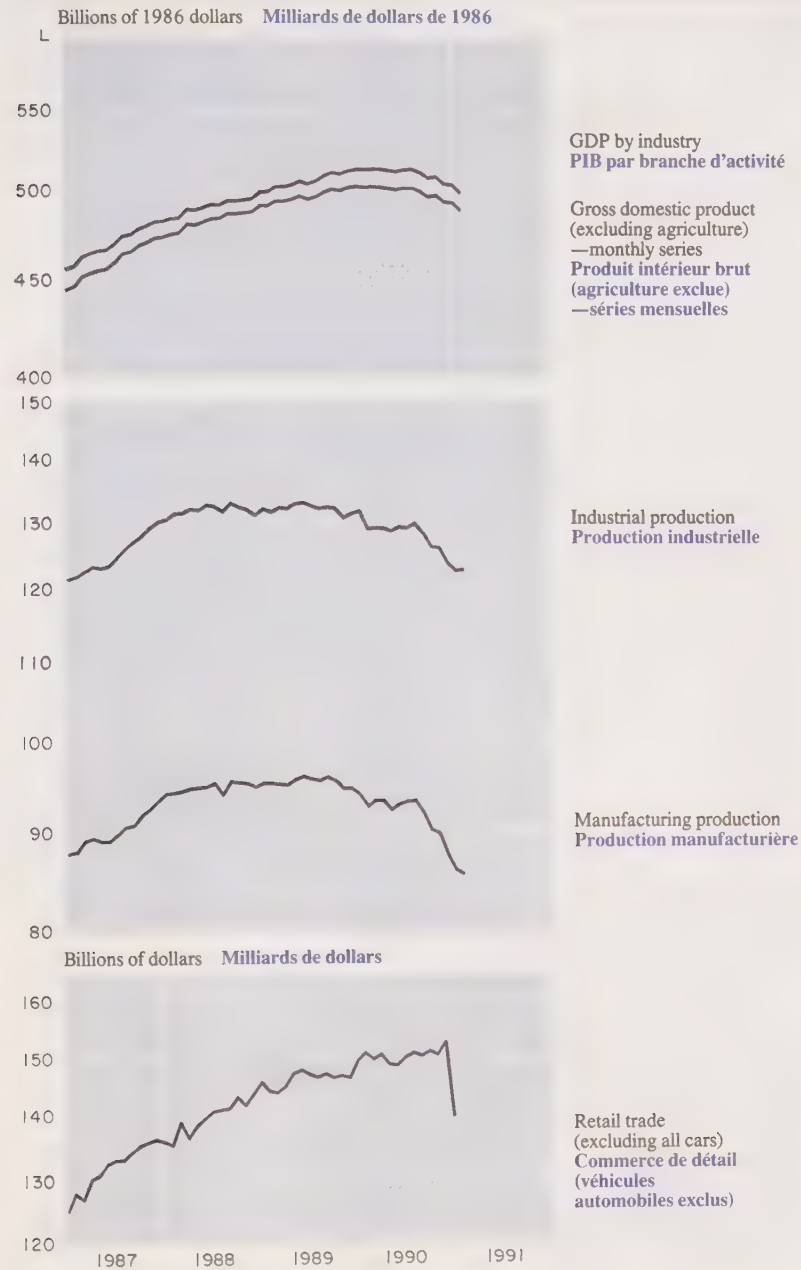 Billions of 1986 dollars Milliards de dollars de 1986
L
550
500
450
400
GDP by industry
PIB par branche d'activité
Gross domestic product
(excluding agriculture)
—monthly series
Produit intérieur brut
(agriculture exclue)
—séries mensuelles
150
140
130
120
110
100
90
80
Industrial production
Production industrielle
Manufacturing production
Production manufacturière
Billions of dollars Milliards de dollars
160
150
140
130
120
Retail trade
(excluding all cars)
Commerce de détail
(véhicules
automobiles exclus)
1987 1988 1989 1990 1991